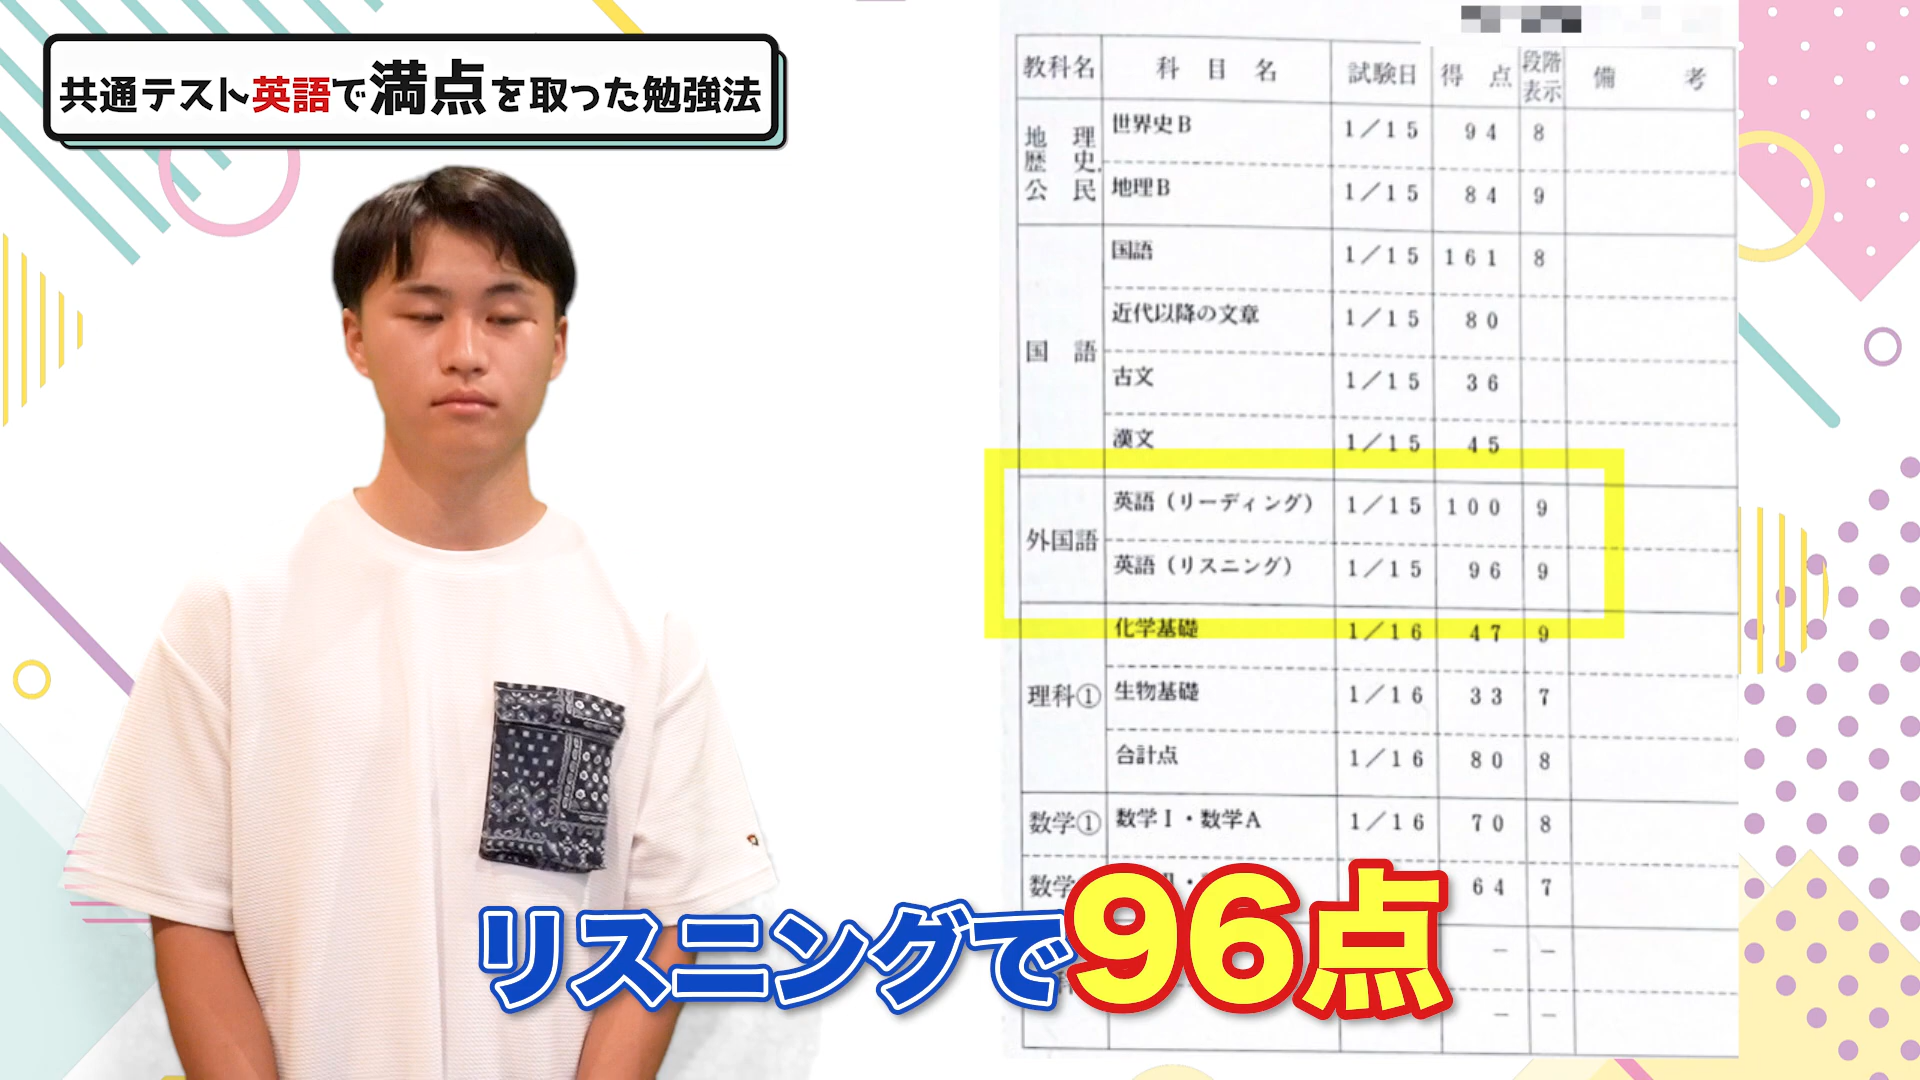 共通テスト英語で満点を取った勉強法
教科名 科目名 試験日 得点 段階表示 備考
地理歴史公民 世界史B 1/15 94 8
地理B 1/15 84 9
国語 国語 1/15 161 8
近代以降の文章 1/15 80
古文 1/15 36
漢文 1/15 45
外国語 英語(リーディング) 1/15 100 9
英語(リスニング) 1/15 96 9
理科① 化学基礎 1/16 47 9
生物基礎 1/16 33 7
合計点 1/16 80 8
数学① 数学Ⅰ・数学A 1/16 70 8
数学 64 7
— —
— —
リスニングで96点